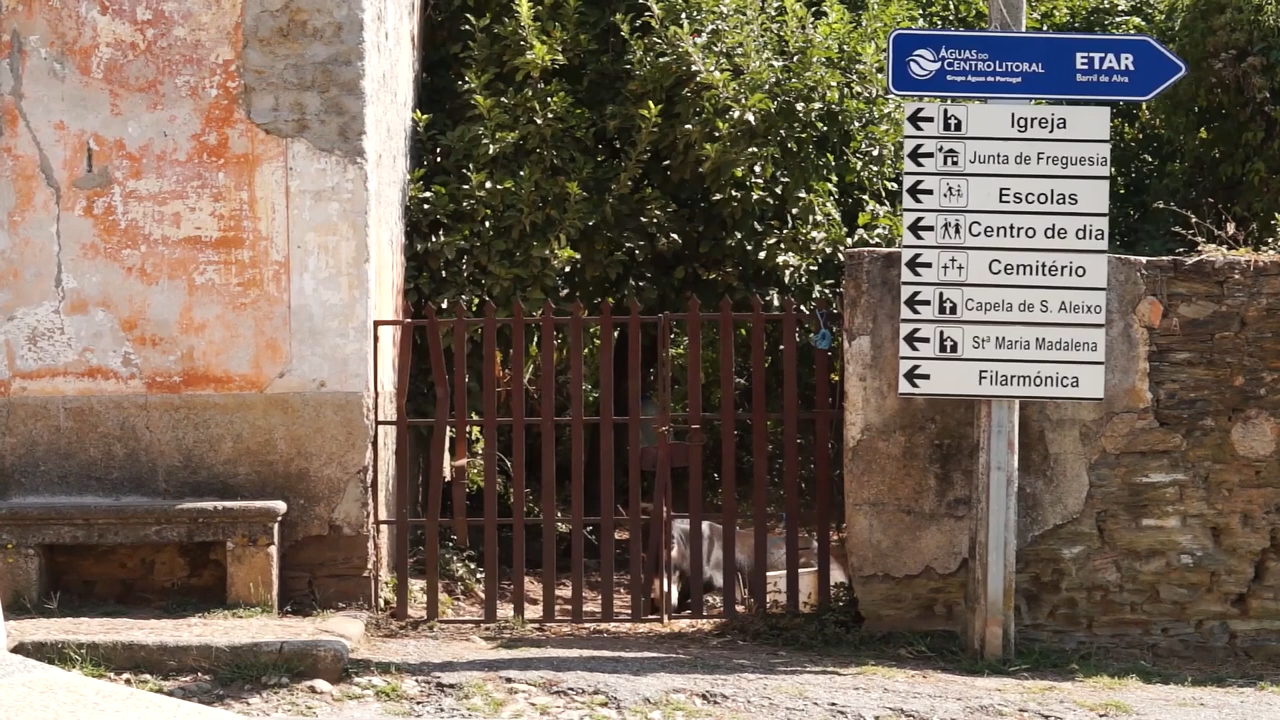 ÁGUAS DO
CENTRO LITORAL
Grupo Águas de Portugal
ETAR
Barril de Alva
Igreja
Junta de Freguesia
Escolas
Centro de dia
Cemitério
Capela de S. Aleixo
Stª Maria Madalena
Filarmónica